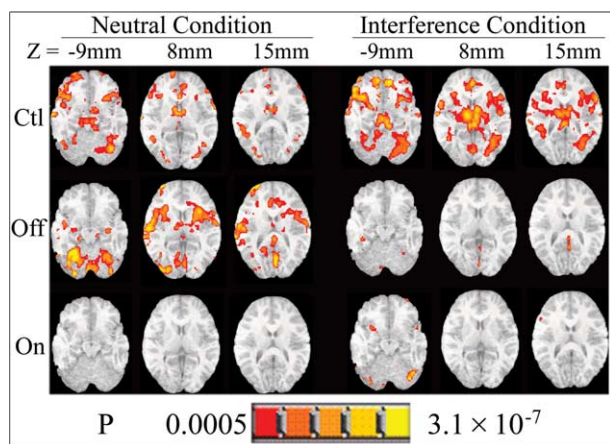 Neutral Condition Interference Condition
Z = -9mm 8mm 15mm -9mm 8mm 15mm
Ctl
Off
On
P 0.0005 3.1 × 10⁻⁷